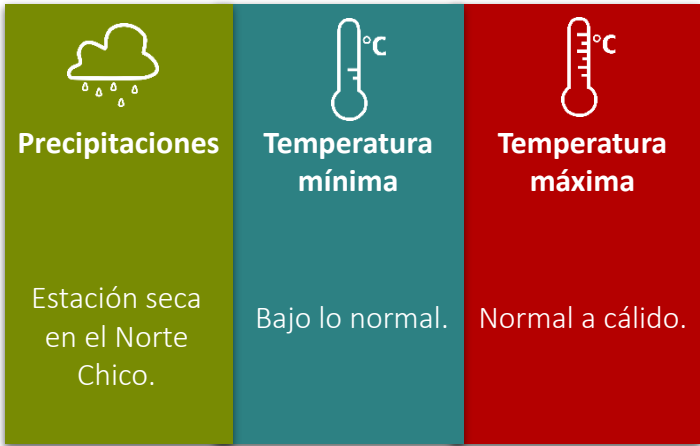 Precipitaciones
Estación seca
en el Norte
Chico.
°C
Temperatura
mínima
Bajo lo normal.
°C
Temperatura
máxima
Normal a cálido.